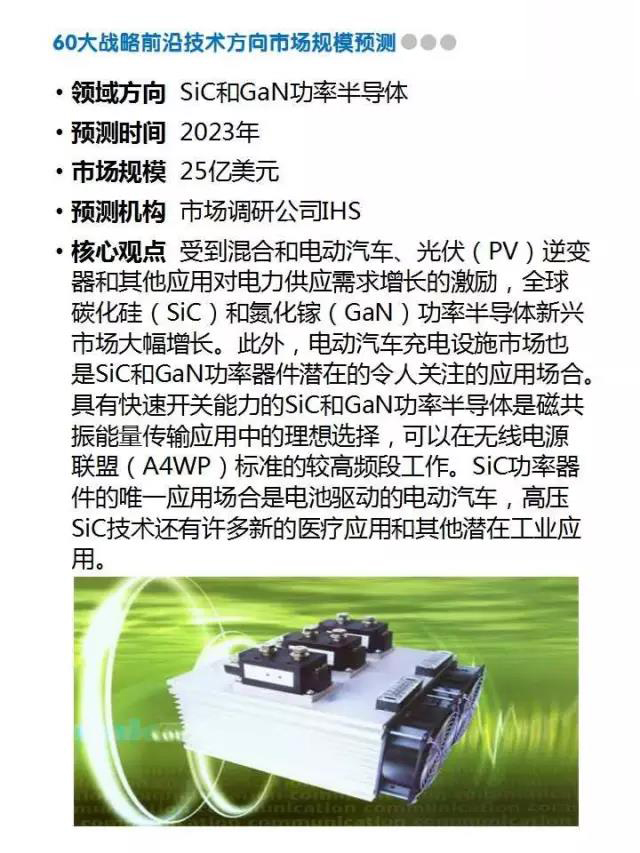 60大战略前沿技术方向市场规模预测
• 领域方向 SiC和GaN功率半导体
• 预测时间 2023年
• 市场规模 25亿美元
• 预测机构 市场调研公司IHS
• 核心观点 受到混合和电动汽车、光伏（PV）逆变
器和其他应用对电力供应需求增长的激励，全球
碳化硅（SiC）和氮化镓（GaN）功率半导体新兴
市场大幅增长。此外，电动汽车充电设施市场也
是SiC和GaN功率器件潜在的令人关注的应用场合。
具有快速开关能力的SiC和GaN功率半导体是磁共
振能量传输应用中的理想选择，可以在无线电源
联盟（A4WP）标准的较高频段工作。SiC功率器
件的唯一应用场合是电池驱动的电动汽车，高压
SiC技术还有许多新的医疗应用和其他潜在工业应
用。
communication communication